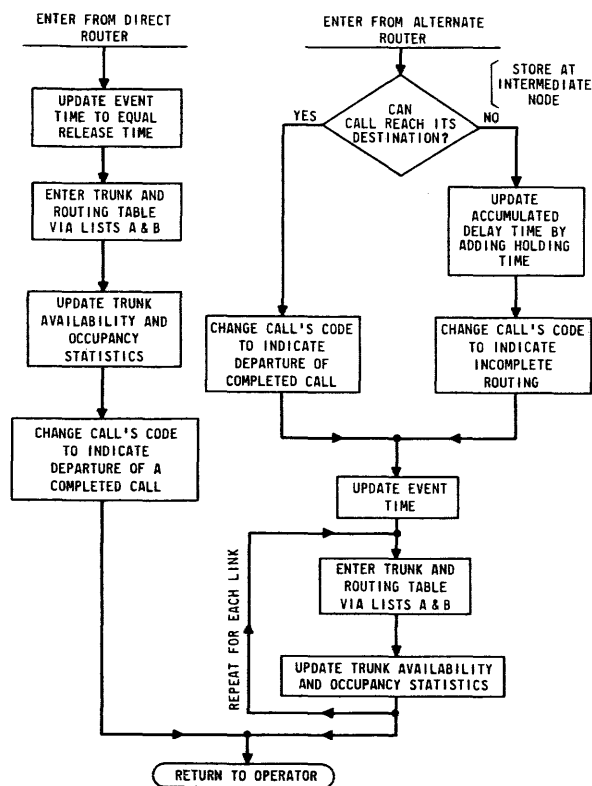 ENTER FROM DIRECT
ROUTER
UPDATE EVENT
TIME TO EQUAL
RELEASE TIME
ENTER TRUNK AND
ROUTING TABLE
VIA LISTS A & B
UPDATE TRUNK
AVAILABILITY AND
OCCUPANCY
STATISTICS
CHANGE CALL'S CODE
TO INDICATE
DEPARTURE OF A
COMPLETED CALL
ENTER FROM ALTERNATE
ROUTER
STORE AT
INTERMEDIATE
NODE
CAN
CALL REACH ITS
DESTINATION?
YES
NO
UPDATE
ACCUMULATED
DELAY TIME BY
ADDING HOLDING
TIME
CHANGE CALL'S CODE
TO INDICATE
DEPARTURE OF
COMPLETED CALL
CHANGE CALL'S CODE
TO INDICATE
INCOMPLETE
ROUTING
UPDATE EVENT
TIME
REPEAT FOR EACH LINK
ENTER TRUNK AND
ROUTING TABLE
VIA LISTS A & B
UPDATE TRUNK AVAILABILITY
AND OCCUPANCY STATISTICS
RETURN TO OPERATOR